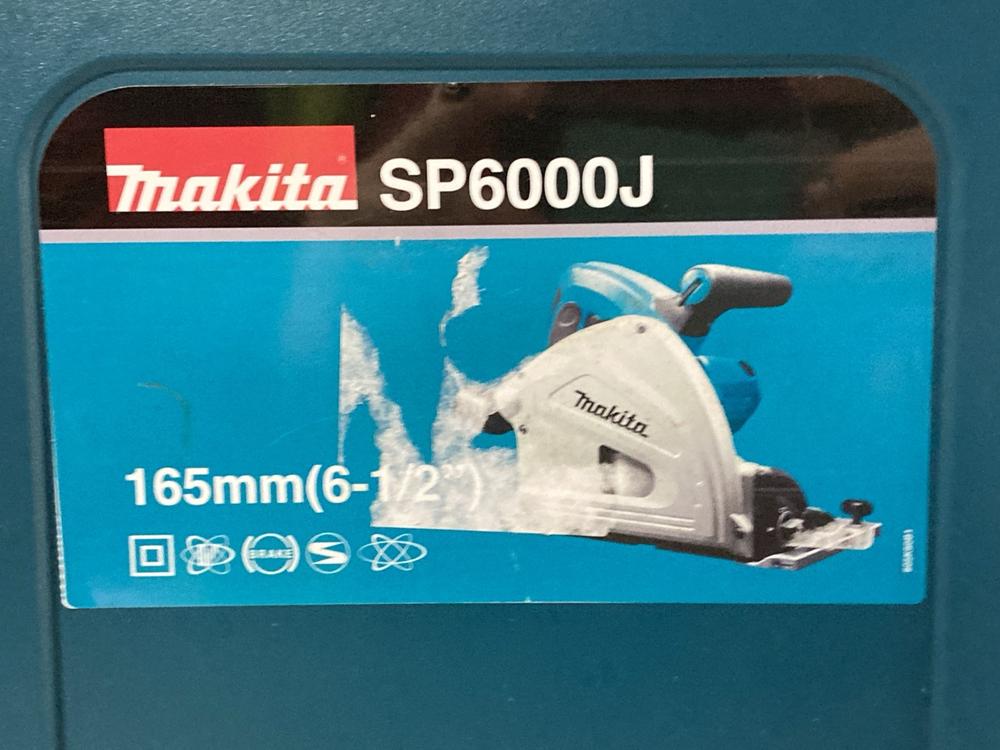 makita SP6000J
makita
165mm(6-1/2")
BRAKE